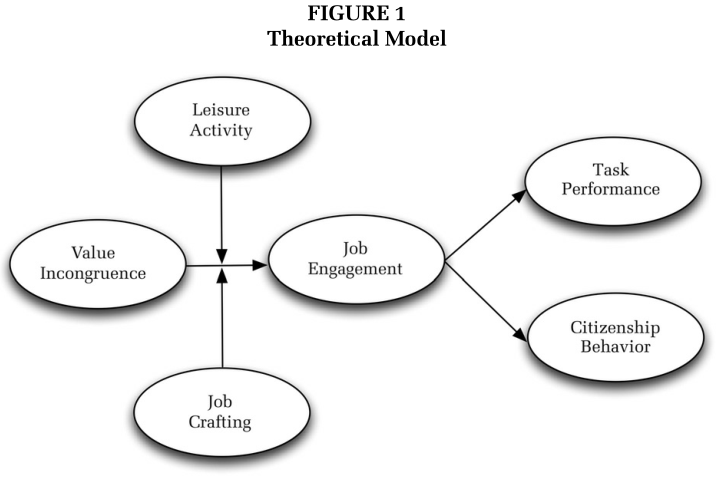 FIGURE 1
Theoretical Model
Leisure
Activity
Task
Performance
Value
Incongruence
Job
Engagement
Citizenship
Behavior
Job
Crafting